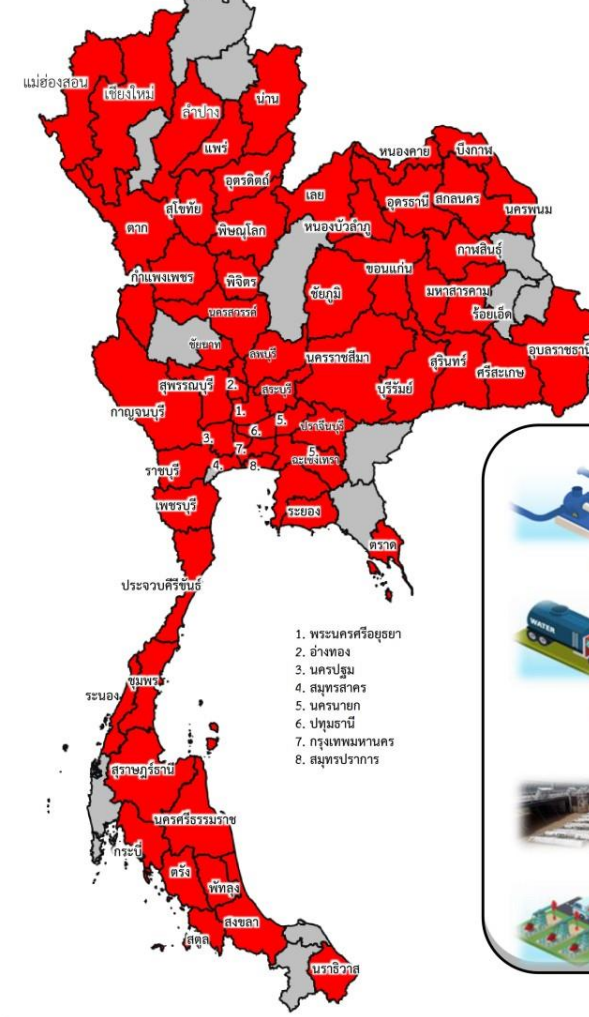 แม่ฮ่องสอน
เชียงใหม่
ลำปาง
น่าน
แพร่
อุตรดิตถ์
ตาก
สุโขทัย
พิษณุโลก
เลย
หนองคาย
บึงกาฬ
หนองบัวลำภู
อุดรธานี
สกลนคร
นครพนม
กำแพงเพชร
พิจิตร
ชัยภูมิ
ขอนแก่น
กาฬสินธุ์
มหาสารคาม
ร้อยเอ็ด
นครสวรรค์
ชัยนาท
ลพบุรี
นครราชสีมา
บุรีรัมย์
สุรินทร์
ศรีสะเกษ
อุบลราชธานี
สุพรรณบุรี
2.
สระบุรี
กาญจนบุรี
1.
5.
ปราจีนบุรี
6.
3.
7.
5.
ราชบุรี
4.
8.
ฉะเชิงเทรา
เพชรบุรี
ระยอง
ตราด
ประจวบคีรีขันธ์
ชุมพร
ระนอง
สุราษฎร์ธานี
นครศรีธรรมราช
กระบี่
ตรัง
พัทลุง
สงขลา
สตูล
นราธิวาส
1. พระนครศรีอยุธยา
2. อ่างทอง
3. นครปฐม
4. สมุทรสาคร
5. นครนายก
6. ปทุมธานี
7. กรุงเทพมหานคร
8. สมุทรปราการ
WATER